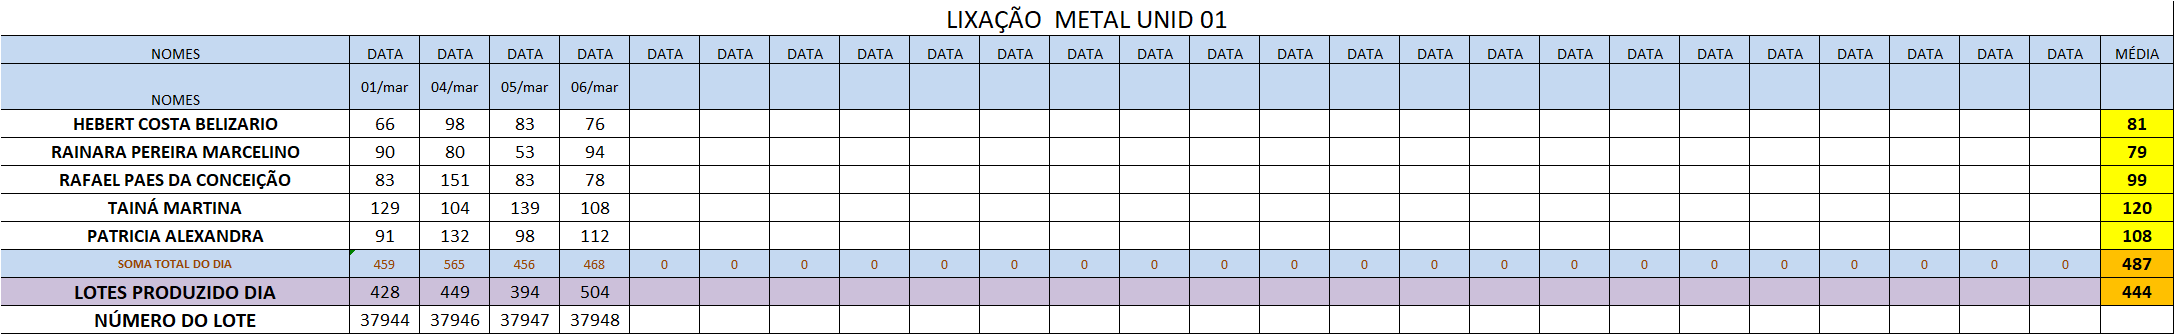 LIXAÇÃO METAL UNID 01
NOMES DATA DATA DATA DATA DATA DATA DATA DATA DATA DATA DATA DATA DATA DATA DATA DATA DATA DATA DATA DATA DATA DATA DATA DATA DATA MÉDIA
NOMES 01/mar 04/mar 05/mar 06/mar
HEBERT COSTA BELIZARIO 66 98 83 76 81
RAINARA PEREIRA MARCELINO 90 80 53 94 79
RAFAEL PAES DA CONCEIÇÃO 83 151 83 78 99
TAINÁ MARTINA 129 104 139 108 120
PATRICIA ALEXANDRA 91 132 98 112 108
SOMA TOTAL DO DIA 459 565 456 468 0 0 0 0 0 0 0 0 0 0 0 0 0 0 0 0 0 0 0 0 0 487
LOTES PRODUZIDO DIA 428 449 394 504 444
NÚMERO DO LOTE 37944 37946 37947 37948